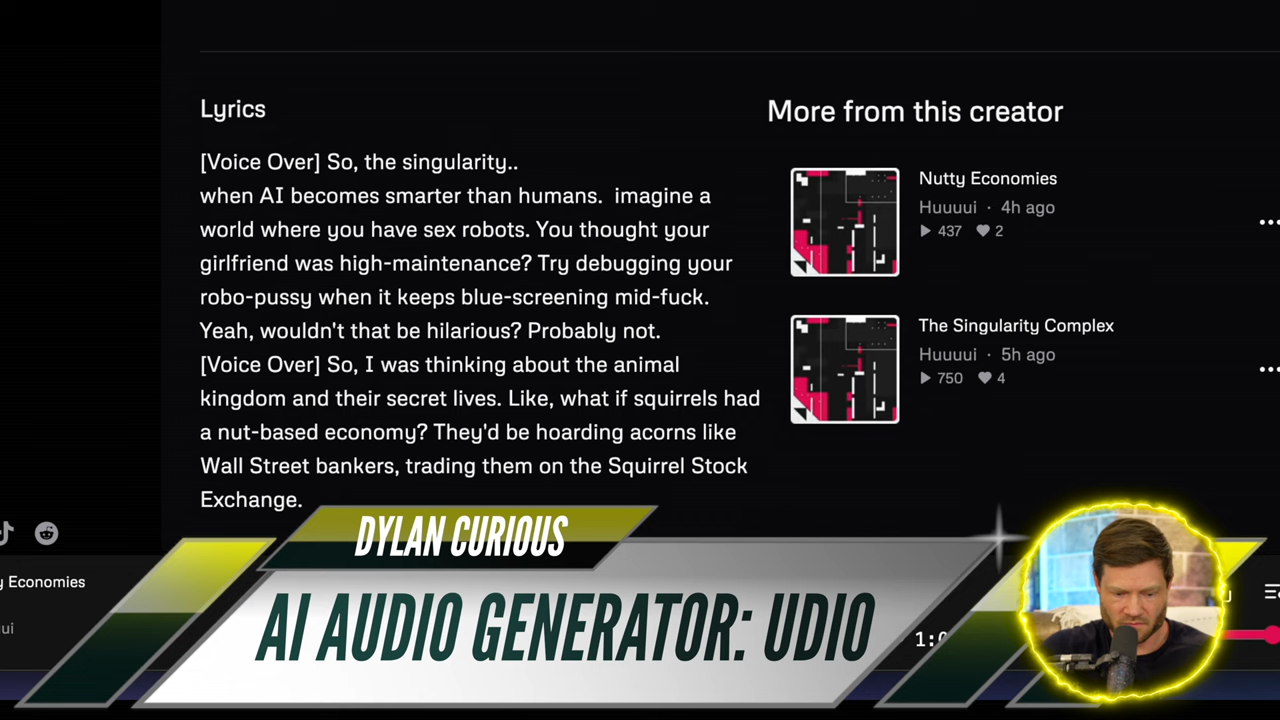 Lyrics
[Voice Over] So, the singularity..
when AI becomes smarter than humans.  imagine a
world where you have sex robots. You thought your
girlfriend was high-maintenance? Try debugging your
robo-pussy when it keeps blue-screening mid-fuck.
Yeah, wouldn't that be hilarious? Probably not.
[Voice Over] So, I was thinking about the animal
kingdom and their secret lives. Like, what if squirrels had
a nut-based economy? They'd be hoarding acorns like
Wall Street bankers, trading them on the Squirrel Stock
Exchange.
More from this creator
Nutty Economies
Huuuui · 4h ago
437 2
The Singularity Complex
Huuuui · 5h ago
750 4
y Economies
ui
DYLAN CURIOUS
AI AUDIO GENERATOR: UDIO